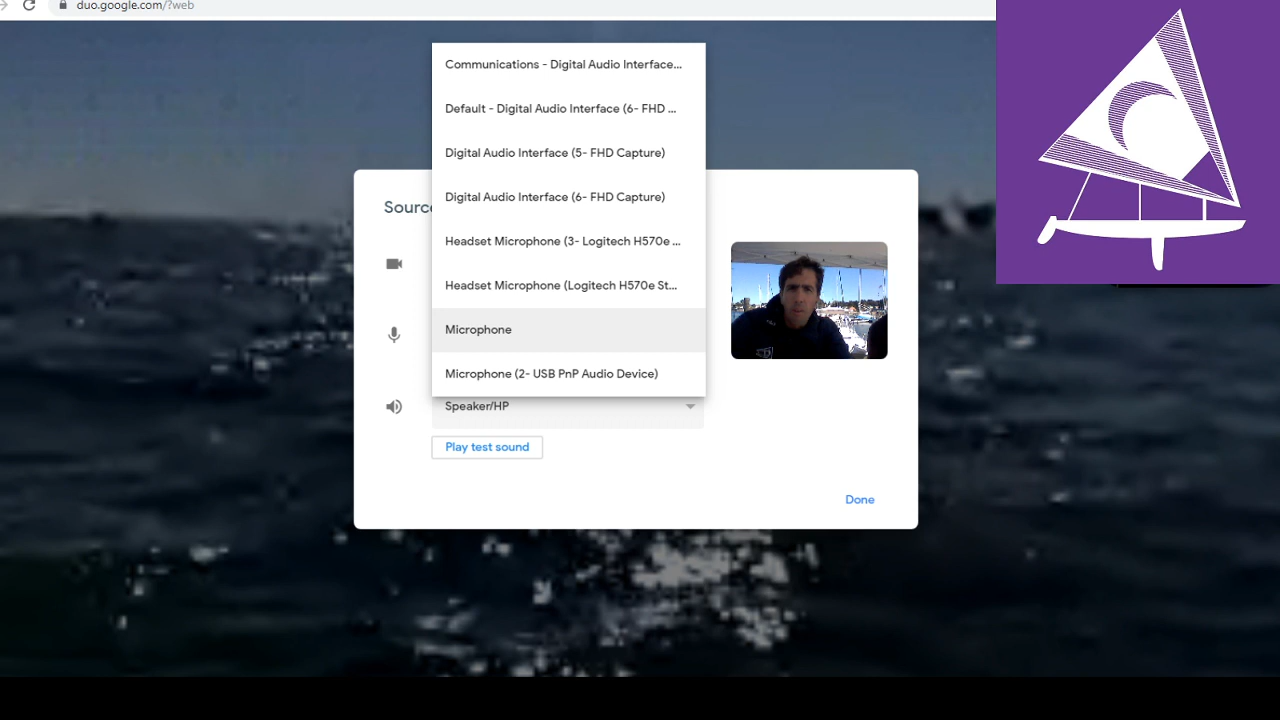 duo.google.com/?web
Communications - Digital Audio Interface...
Default - Digital Audio Interface (6- FHD ...
Digital Audio Interface (5- FHD Capture)
Digital Audio Interface (6- FHD Capture)
Sourc
Headset Microphone (3- Logitech H570e ...
Headset Microphone (Logitech H570e St...
Microphone
Microphone (2- USB PnP Audio Device)
Speaker/HP
Play test sound
Done